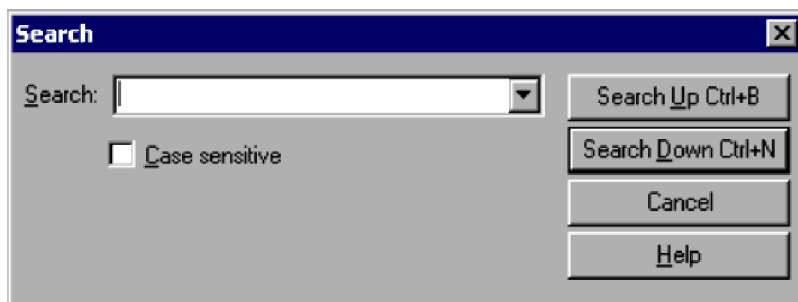 Search
Search:
Search Up Ctrl+B
Case sensitive
Search Down Ctrl+N
Cancel
Help